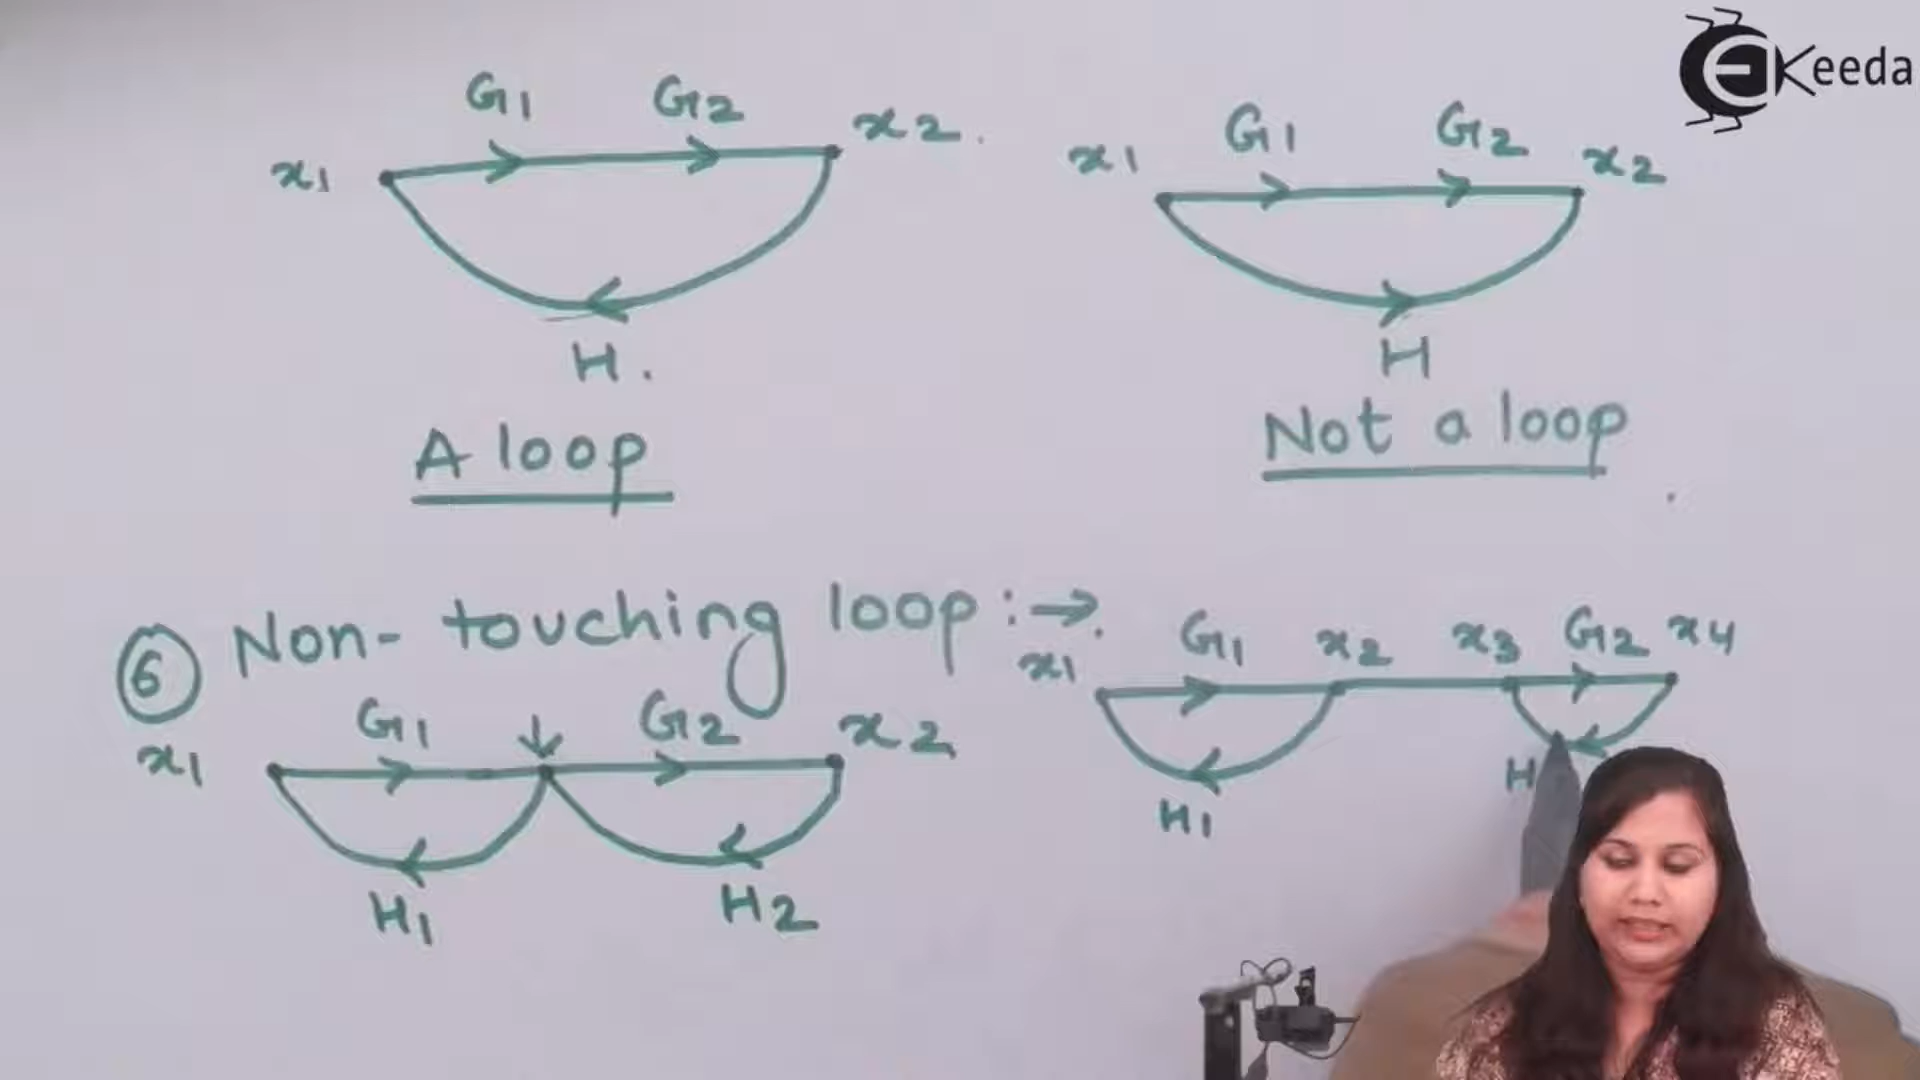 EKeeda
G1 G2
x1 x2.
H.
A loop
G1 G2
x1 x2
H
Not a loop
6 Non-touching loop :→.
G1 ↓ G2
x1 x2
H1 H2
G1 x2 x3 G2 x4
x1
H1 H